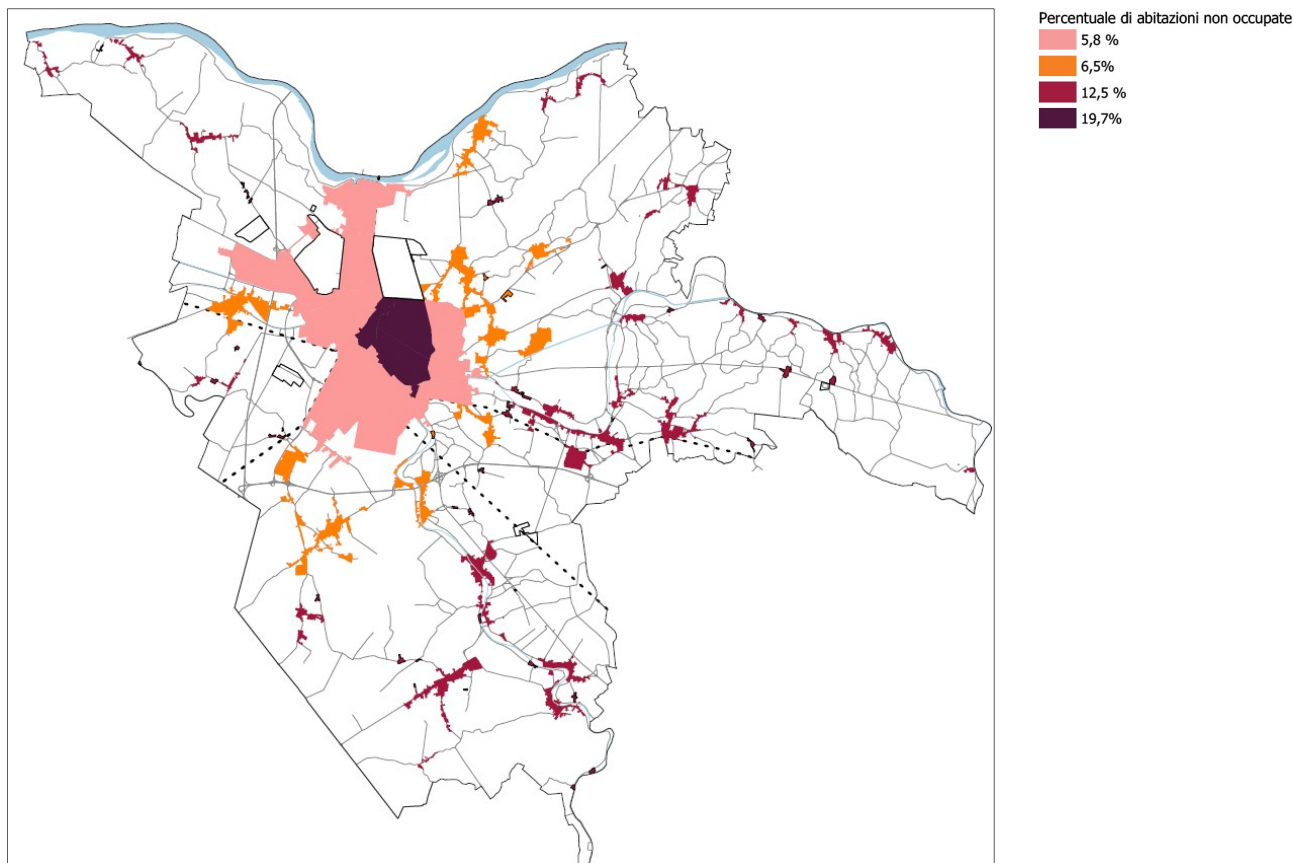 Percentuale di abitazioni non occupate
5,8 %
6,5%
12,5 %
19,7%